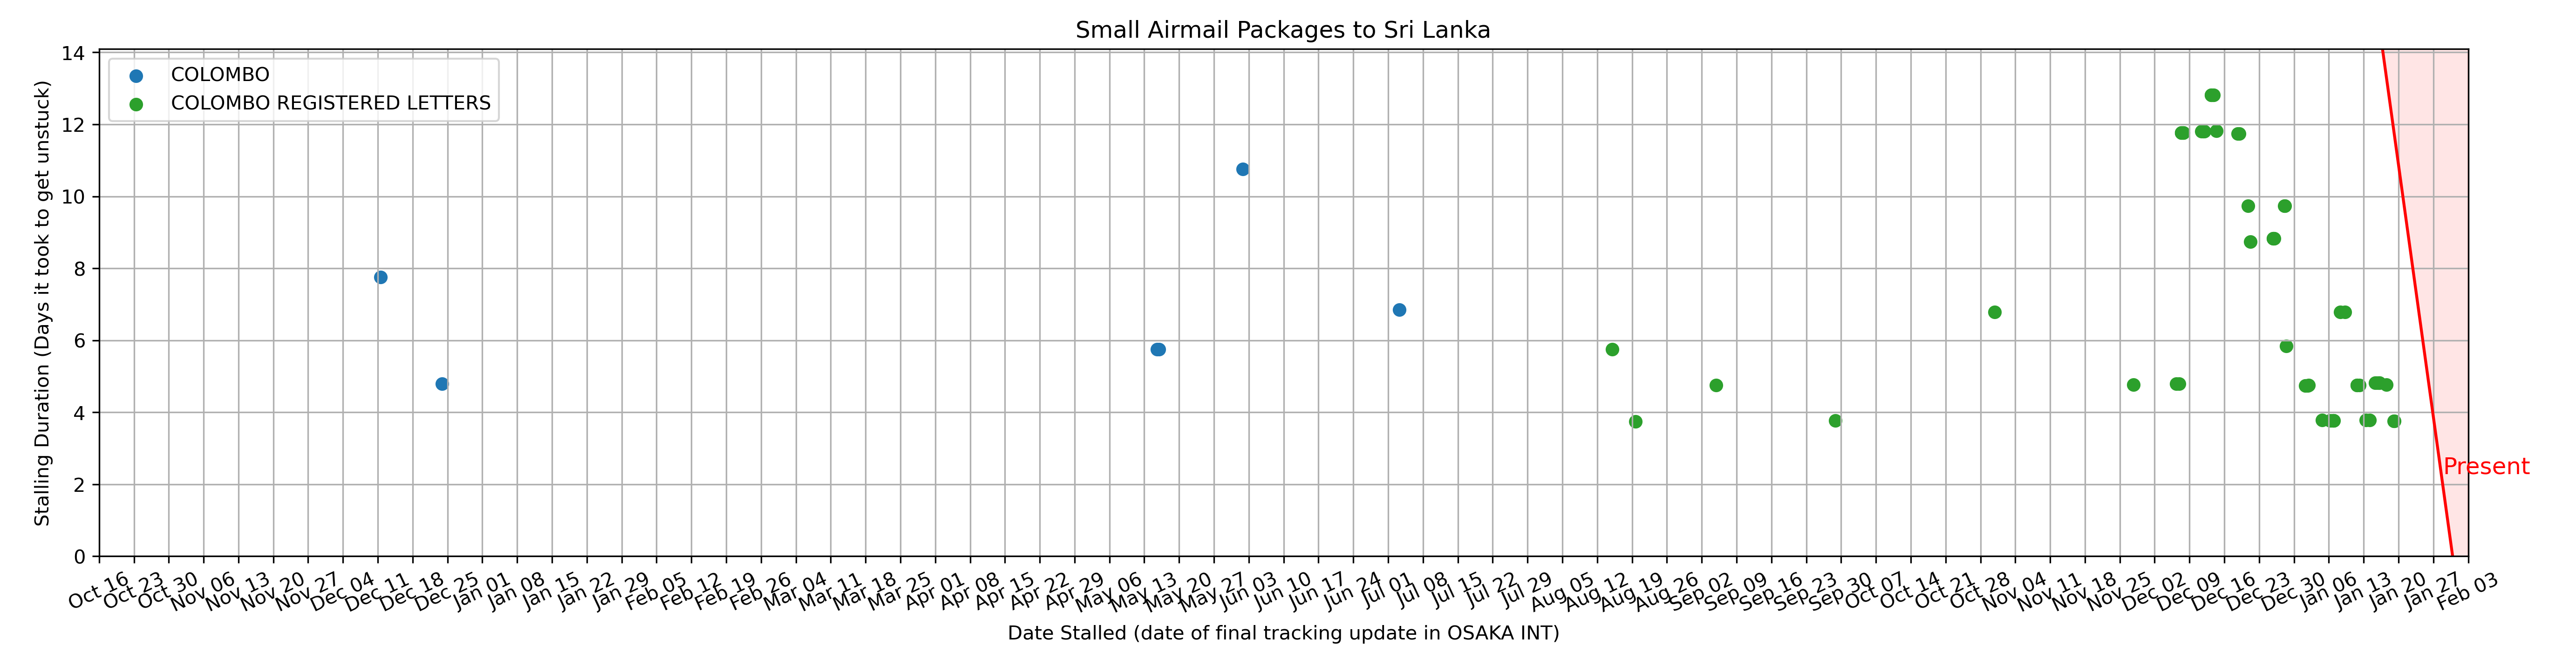 Small Airmail Packages to Sri Lanka
Stalling Duration (Days it took to get unstuck)
14
12
10
8
6
4
2
0
COLOMBO
COLOMBO REGISTERED LETTERS
Present
Oct 16
Oct 23
Oct 30
Nov 06
Nov 13
Nov 20
Nov 27
Dec 04
Dec 11
Dec 18
Dec 25
Jan 01
Jan 08
Jan 15
Jan 22
Jan 29
Feb 05
Feb 12
Feb 19
Feb 26
Mar 04
Mar 11
Mar 18
Mar 25
Apr 01
Apr 08
Apr 15
Apr 22
Apr 29
May 06
May 13
May 20
May 27
Jun 03
Jun 10
Jun 17
Jun 24
Jul 01
Jul 08
Jul 15
Jul 22
Jul 29
Aug 05
Aug 12
Aug 19
Aug 26
Sep 02
Sep 09
Sep 16
Sep 23
Sep 30
Oct 07
Oct 14
Oct 21
Oct 28
Nov 04
Nov 11
Nov 18
Nov 25
Dec 02
Dec 09
Dec 16
Dec 23
Dec 30
Jan 06
Jan 13
Jan 20
Jan 27
Feb 03
Date Stalled (date of final tracking update in OSAKA INT)